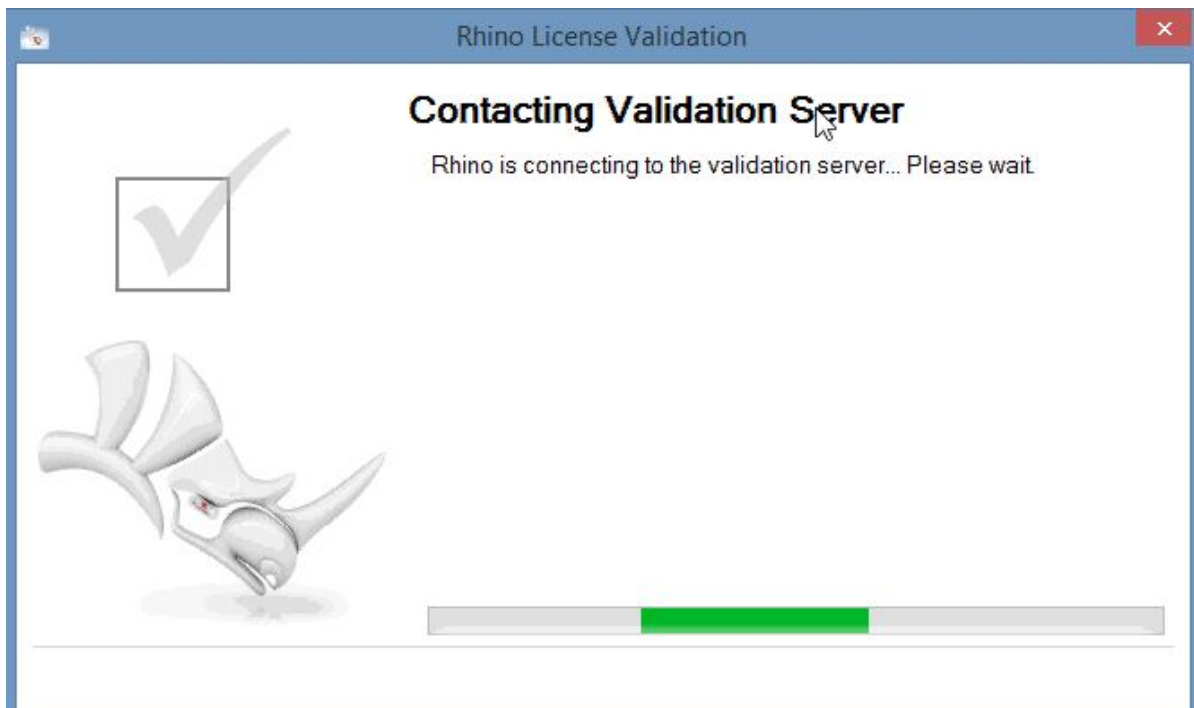 Rhino License Validation
Contacting Validation Server
Rhino is connecting to the validation server... Please wait.